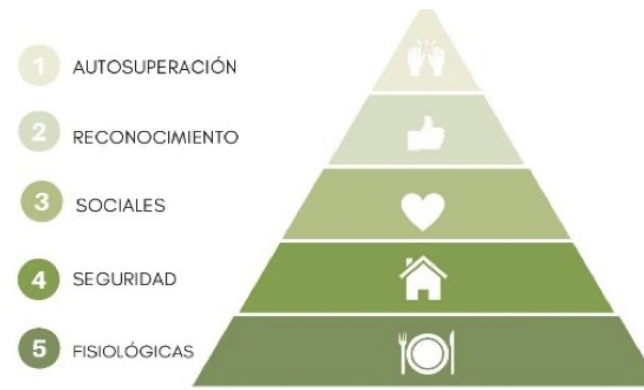 1 AUTOSUPERACIÓN
2 RECONOCIMIENTO
3 SOCIALES
4 SEGURIDAD
5 FISIOLÓGICAS